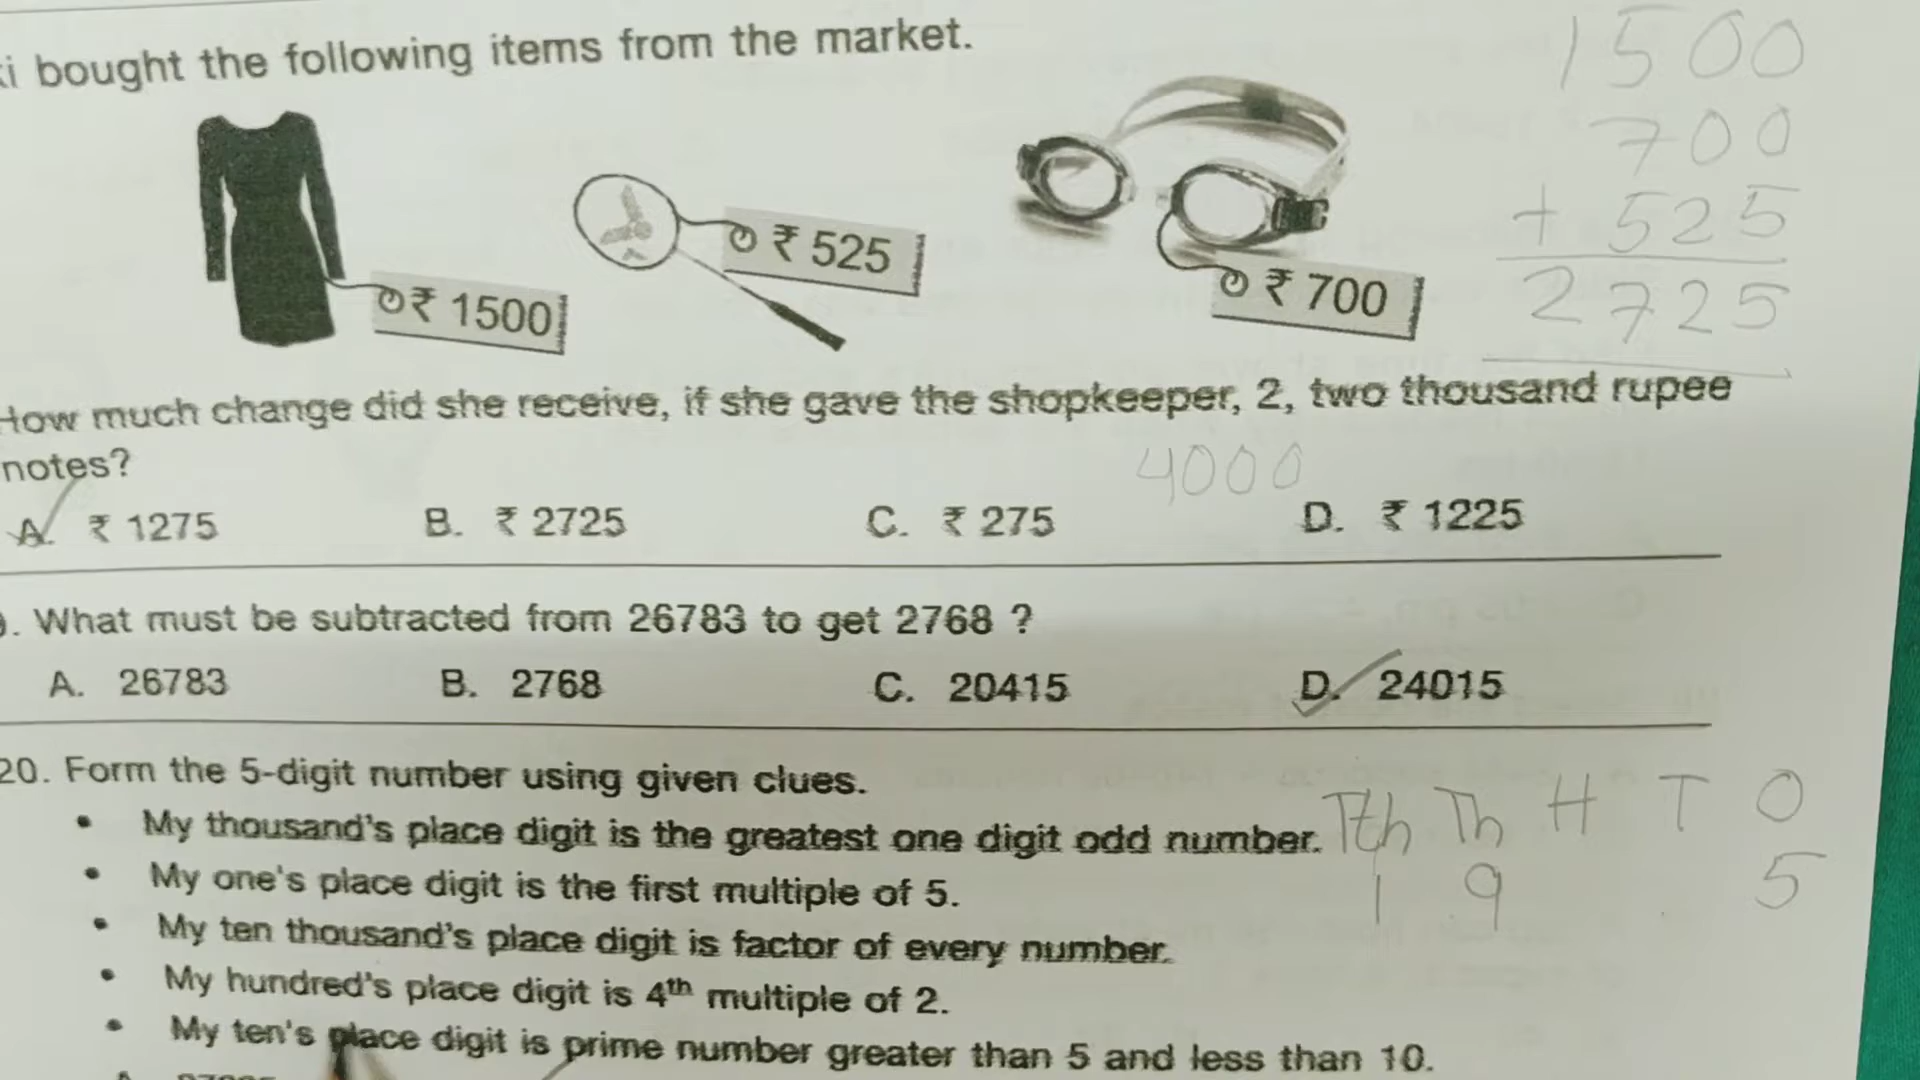 ki bought the following items from the market.
₹ 1500
₹ 525
₹ 700
1500
700
+ 525
2725
How much change did she receive, if she gave the shopkeeper, 2, two thousand rupee
notes?
4000
A. ₹ 1275 B. ₹ 2725 C. ₹ 275 D. ₹ 1225
. What must be subtracted from 26783 to get 2768 ?
A. 26783 B. 2768 C. 20415 D. 24015
20. Form the 5-digit number using given clues.
• My thousand's place digit is the greatest one digit odd number.
Tth Th H T O
• My one's place digit is the first multiple of 5.
1 9 5
• My ten thousand's place digit is factor of every number.
• My hundred's place digit is 4th multiple of 2.
• My ten's place digit is prime number greater than 5 and less than 10.